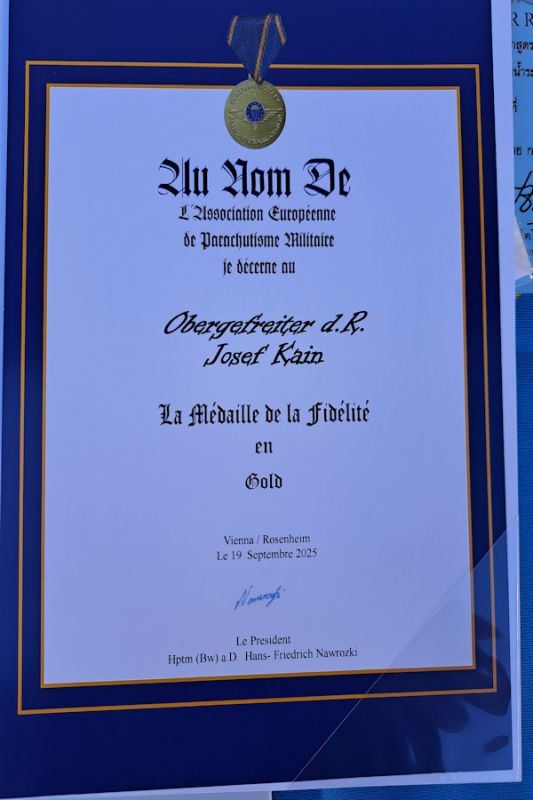 Au Nom De
L'Association Européenne
de Parachutisme Militaire
je décerne au
Obergefreiter d.R.
Josef Kain
La Médaille de la Fidélité
en
Gold
Vienna / Rosenheim
Le 19 Septembre 2025
Nawrozki
Le President
Hptm (Bw) a.D. Hans- Friedrich Nawrozki